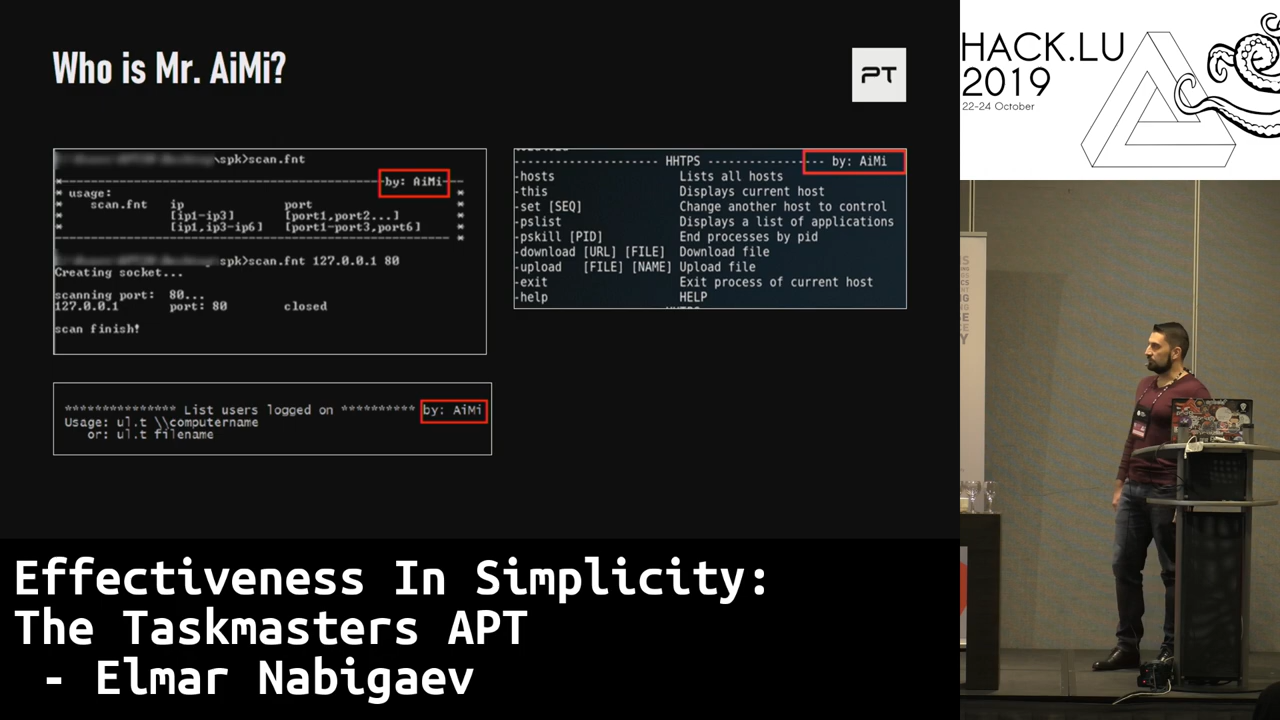 Who is Mr. AiMi?
PT
\spk>scan.fnt
*------------------------------------by: AiMi--
* usage: *
* scan.fnt ip port *
* [ip1-ip3] [port1,port2...] *
* [ip1,ip3-ip6] [port1-port3,port6] *
*---------------------------------------------- *
spk>scan.fnt 127.0.0.1 80
Creating socket...
scanning port: 80...
127.0.0.1 port: 80 closed
scan finish!
-------------------- HHTPS ---------------- by: AiMi
-hosts Lists all hosts
-this Displays current host
-set [SEQ] Change another host to control
-pslist Displays a list of applications
-pskill [PID] End processes by pid
-download [URL] [FILE] Download file
-upload [FILE] [NAME] Upload file
-exit Exit process of current host
-help HELP
*************** List users logged on ********** by: AiMi
Usage: ul.t \\computername
or: ul.t filename
HACK.LU
2019
22-24 October
Effectiveness In Simplicity:
The Taskmasters APT
- Elmar Nabigaev